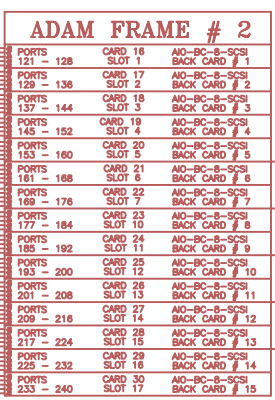 ADAM FRAME # 2
PORTS CARD 16 AIO-BC-8-SCSI
121 - 128 SLOT 1 BACK CARD # 1
PORTS CARD 17 AIO-BC-8-SCSI
129 - 136 SLOT 2 BACK CARD # 2
PORTS CARD 18 AIO-BC-8-SCSI
137 - 144 SLOT 3 BACK CARD # 3
PORTS CARD 19 AIO-BC-8-SCSI
145 - 152 SLOT 4 BACK CARD # 4
PORTS CARD 20 AIO-BC-8-SCSI
153 - 160 SLOT 5 BACK CARD # 5
PORTS CARD 21 AIO-BC-8-SCSI
161 - 168 SLOT 6 BACK CARD # 6
PORTS CARD 22 AIO-BC-8-SCSI
169 - 176 SLOT 7 BACK CARD # 7
PORTS CARD 23 AIO-BC-8-SCSI
177 - 184 SLOT 10 BACK CARD # 8
PORTS CARD 24 AIO-BC-8-SCSI
185 - 192 SLOT 11 BACK CARD # 9
PORTS CARD 25 AIO-BC-8-SCSI
193 - 200 SLOT 12 BACK CARD # 10
PORTS CARD 26 AIO-BC-8-SCSI
201 - 208 SLOT 13 BACK CARD # 11
PORTS CARD 27 AIO-BC-8-SCSI
209 - 216 SLOT 14 BACK CARD # 12
PORTS CARD 28 AIO-BC-8-SCSI
217 - 224 SLOT 15 BACK CARD # 13
PORTS CARD 29 AIO-BC-8-SCSI
225 - 232 SLOT 16 BACK CARD # 14
PORTS CARD 30 AIO-BC-8-SCSI
233 - 240 SLOT 17 BACK CARD # 15